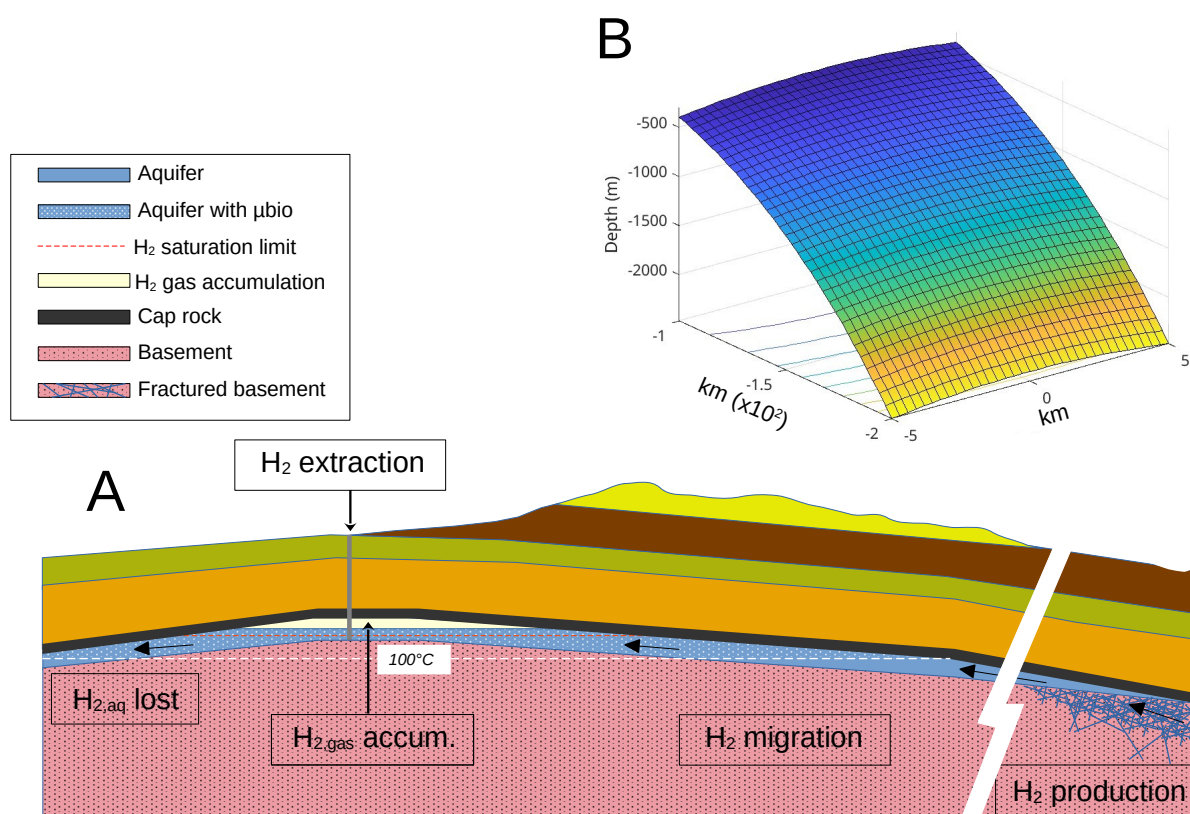 B
-500
-1000
-1500
-2000
Depth (m)
-1
-1.5
-2
km (x10²)
-5
0
5
km
Aquifer
Aquifer with µbio
H₂ saturation limit
H₂ gas accumulation
Cap rock
Basement
Fractured basement
A
H₂ extraction
100°C
H₂,aq lost
H₂,gas accum.
H₂ migration
H₂ production